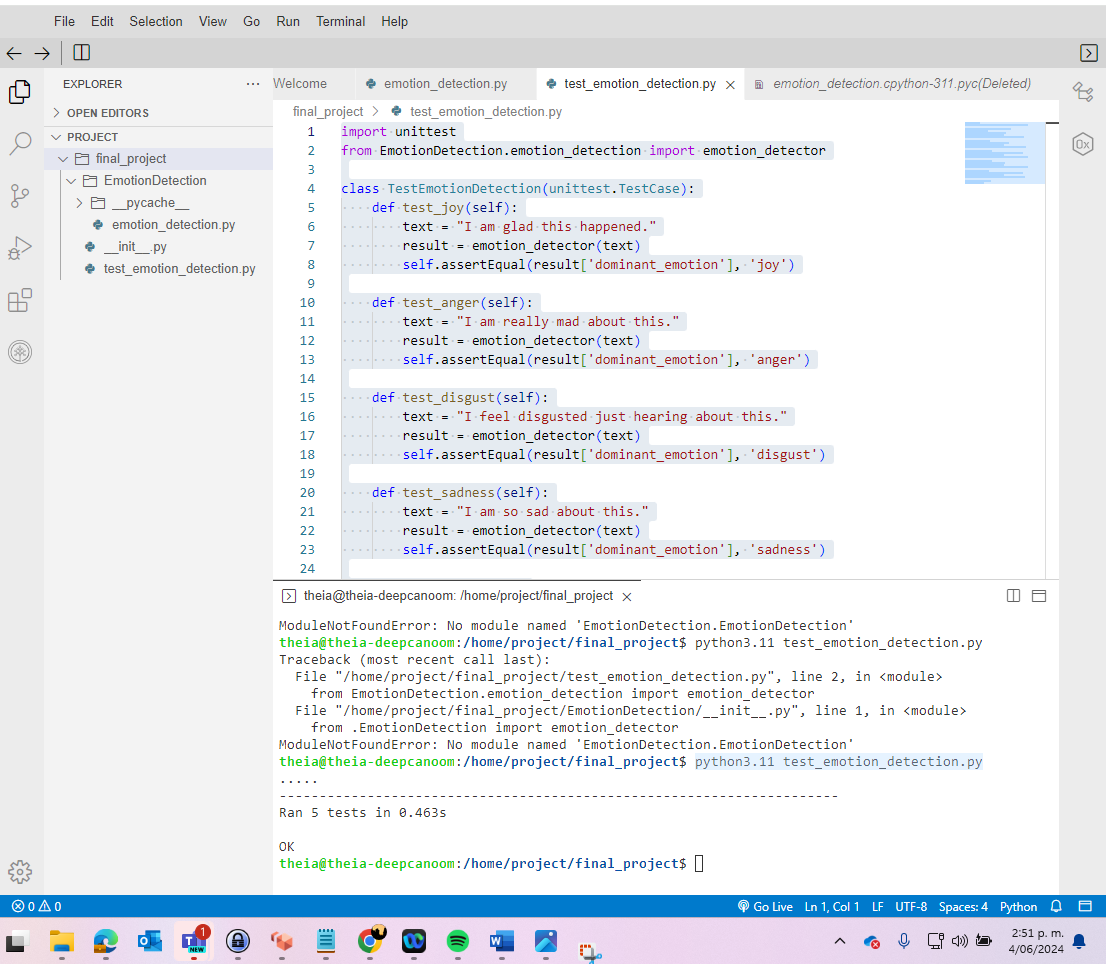 File Edit Selection View Go Run Terminal Help
EXPLORER
OPEN EDITORS
PROJECT
final_project
EmotionDetection
__pycache__
emotion_detection.py
__init__.py
test_emotion_detection.py
Welcome emotion_detection.py test_emotion_detection.py emotion_detection.cpython-311.pyc(Deleted)
final_project test_emotion_detection.py
1 import unittest
2 from EmotionDetection.emotion_detection import emotion_detector
3
4 class TestEmotionDetection(unittest.TestCase):
5 def test_joy(self):
6 text = "I am glad this happened."
7 result = emotion_detector(text)
8 self.assertEqual(result['dominant_emotion'], 'joy')
9
10 def test_anger(self):
11 text = "I am really mad about this."
12 result = emotion_detector(text)
13 self.assertEqual(result['dominant_emotion'], 'anger')
14
15 def test_disgust(self):
16 text = "I feel disgusted just hearing about this."
17 result = emotion_detector(text)
18 self.assertEqual(result['dominant_emotion'], 'disgust')
19
20 def test_sadness(self):
21 text = "I am so sad about this."
22 result = emotion_detector(text)
23 self.assertEqual(result['dominant_emotion'], 'sadness')
24
theia@theia-deepcanoom: /home/project/final_project
ModuleNotFoundError: No module named 'EmotionDetection.EmotionDetection'
theia@theia-deepcanoom:/home/project/final_project$ python3.11 test_emotion_detection.py
Traceback (most recent call last):
File "/home/project/final_project/test_emotion_detection.py", line 2, in <module>
from EmotionDetection.emotion_detection import emotion_detector
File "/home/project/final_project/EmotionDetection/__init__.py", line 1, in <module>
from .EmotionDetection import emotion_detector
ModuleNotFoundError: No module named 'EmotionDetection.EmotionDetection'
theia@theia-deepcanoom:/home/project/final_project$ python3.11 test_emotion_detection.py
.....
----------------------------------------------------------------------
Ran 5 tests in 0.463s
OK
theia@theia-deepcanoom:/home/project/final_project$
0 0 Go Live Ln 1, Col 1 LF UTF-8 Spaces: 4 Python
2:51 p. m.
4/06/2024